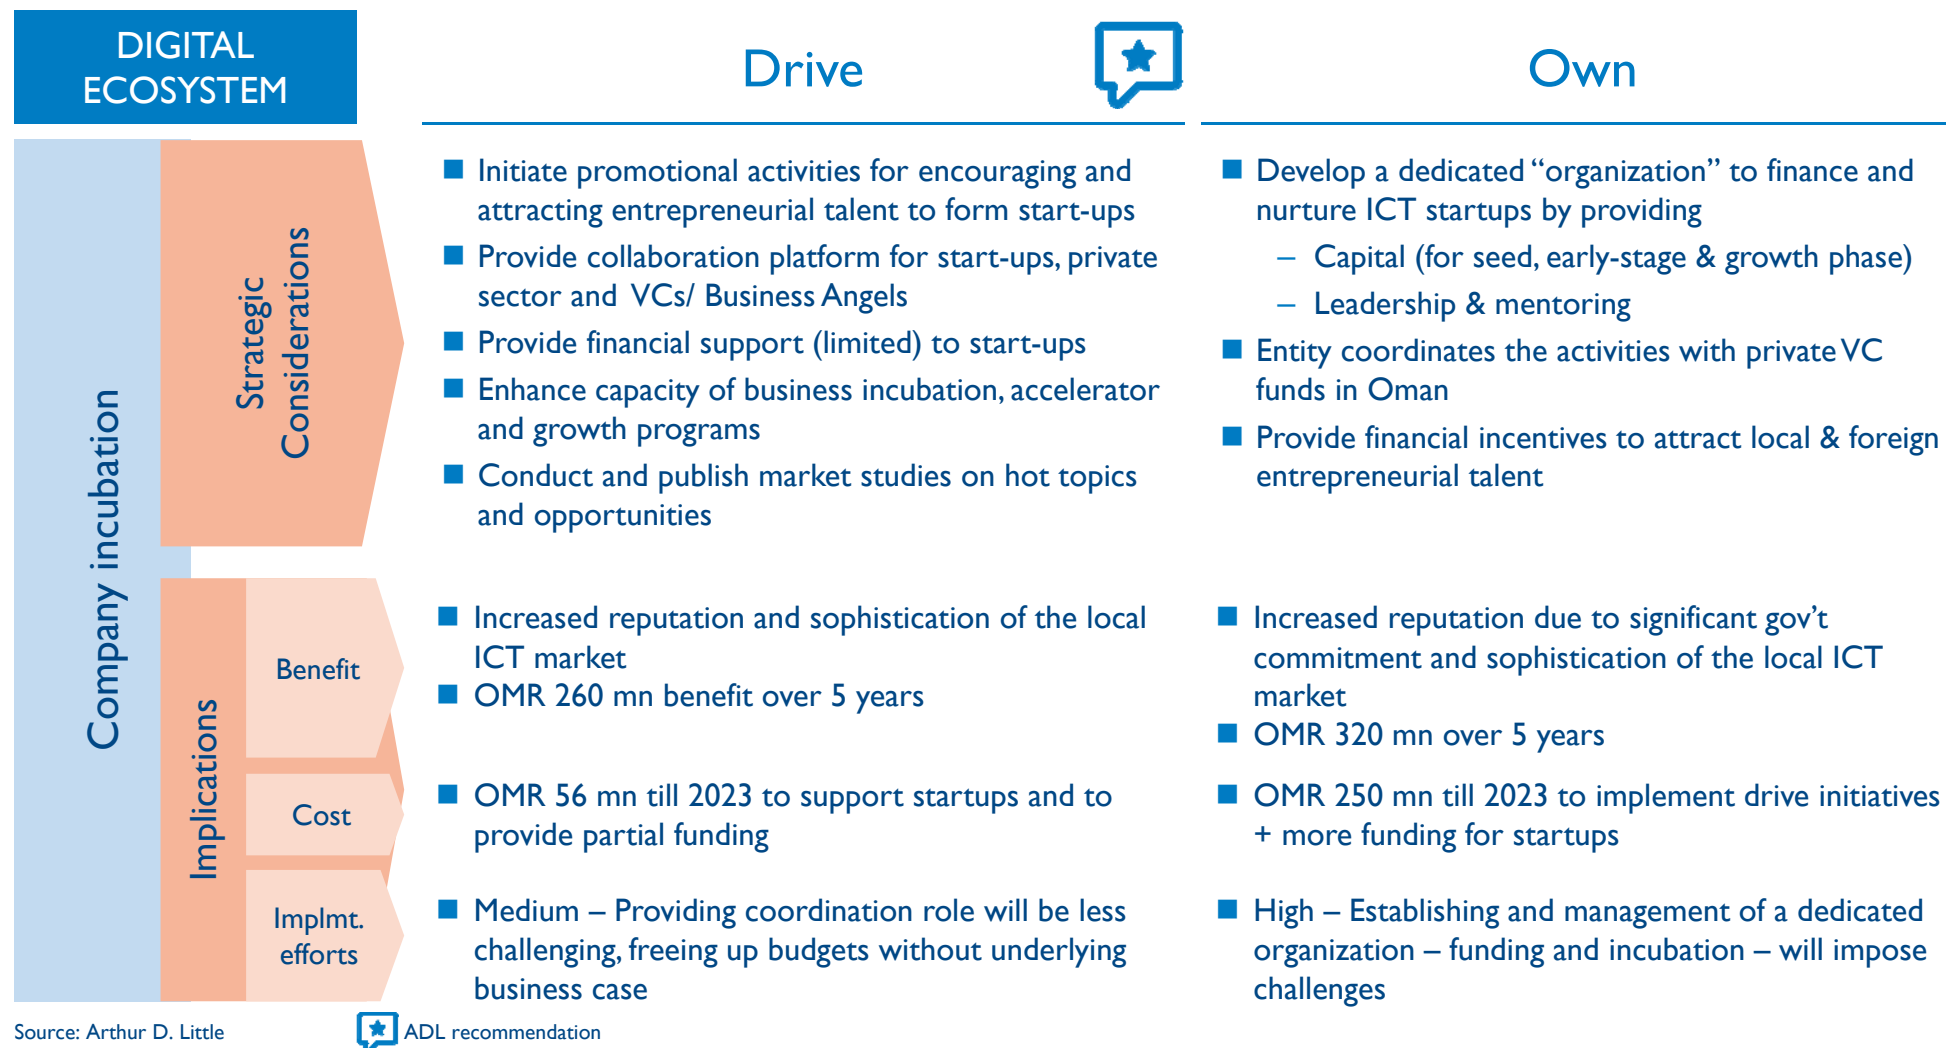 DIGITAL
ECOSYSTEM
Drive
Own
Company incubation
Strategic
Considerations
■ Initiate promotional activities for encouraging and
attracting entrepreneurial talent to form start-ups
■ Provide collaboration platform for start-ups, private
sector and VCs/ Business Angels
■ Provide financial support (limited) to start-ups
■ Enhance capacity of business incubation, accelerator
and growth programs
■ Conduct and publish market studies on hot topics
and opportunities
■ Develop a dedicated “organization” to finance and
nurture ICT startups by providing
– Capital (for seed, early-stage & growth phase)
– Leadership & mentoring
■ Entity coordinates the activities with private VC
funds in Oman
■ Provide financial incentives to attract local & foreign
entrepreneurial talent
Implications
Benefit
■ Increased reputation and sophistication of the local
ICT market
■ OMR 260 mn benefit over 5 years
■ Increased reputation due to significant gov’t
commitment and sophistication of the local ICT
market
■ OMR 320 mn over 5 years
Cost
■ OMR 56 mn till 2023 to support startups and to
provide partial funding
■ OMR 250 mn till 2023 to implement drive initiatives
+ more funding for startups
Implmt.
efforts
■ Medium – Providing coordination role will be less
challenging, freeing up budgets without underlying
business case
■ High – Establishing and management of a dedicated
organization – funding and incubation – will impose
challenges
Source: Arthur D. Little
ADL recommendation